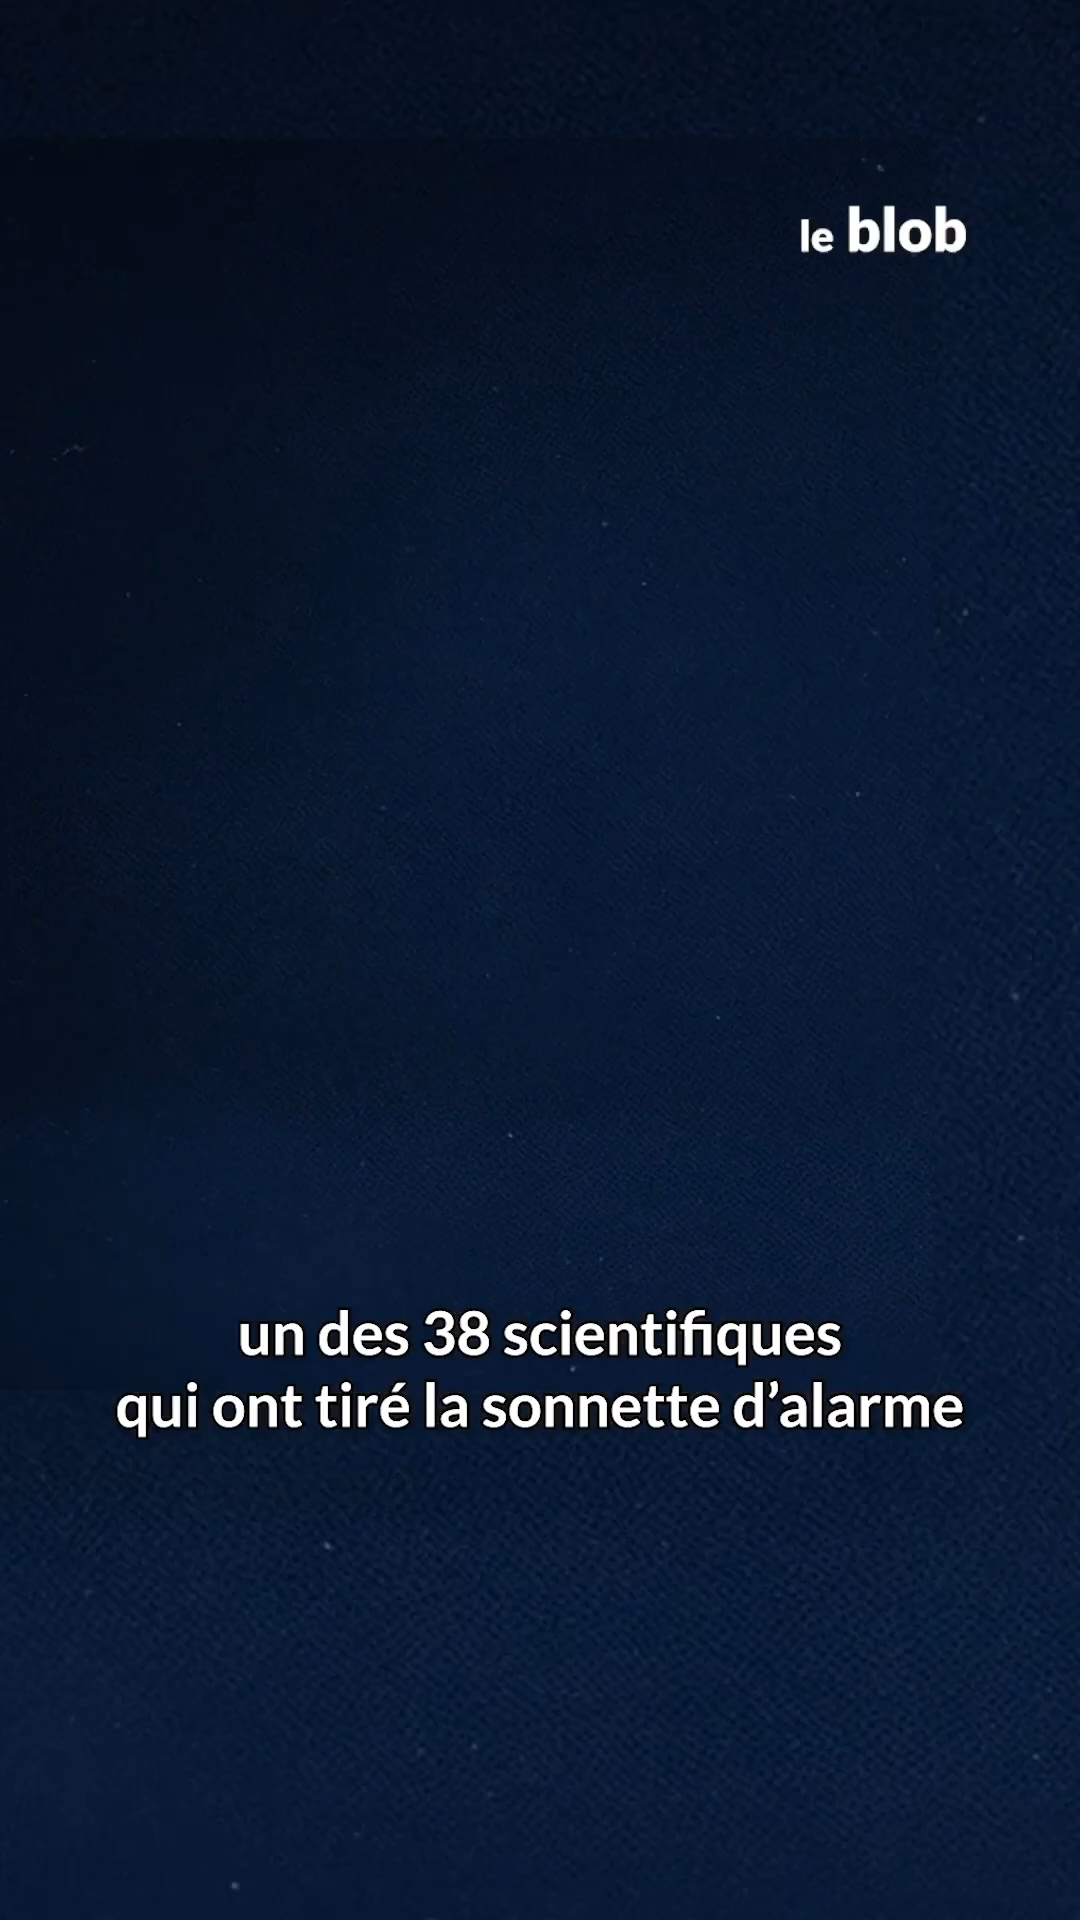 le blob
un des 38 scientifiques
qui ont tiré la sonnette d’alarme